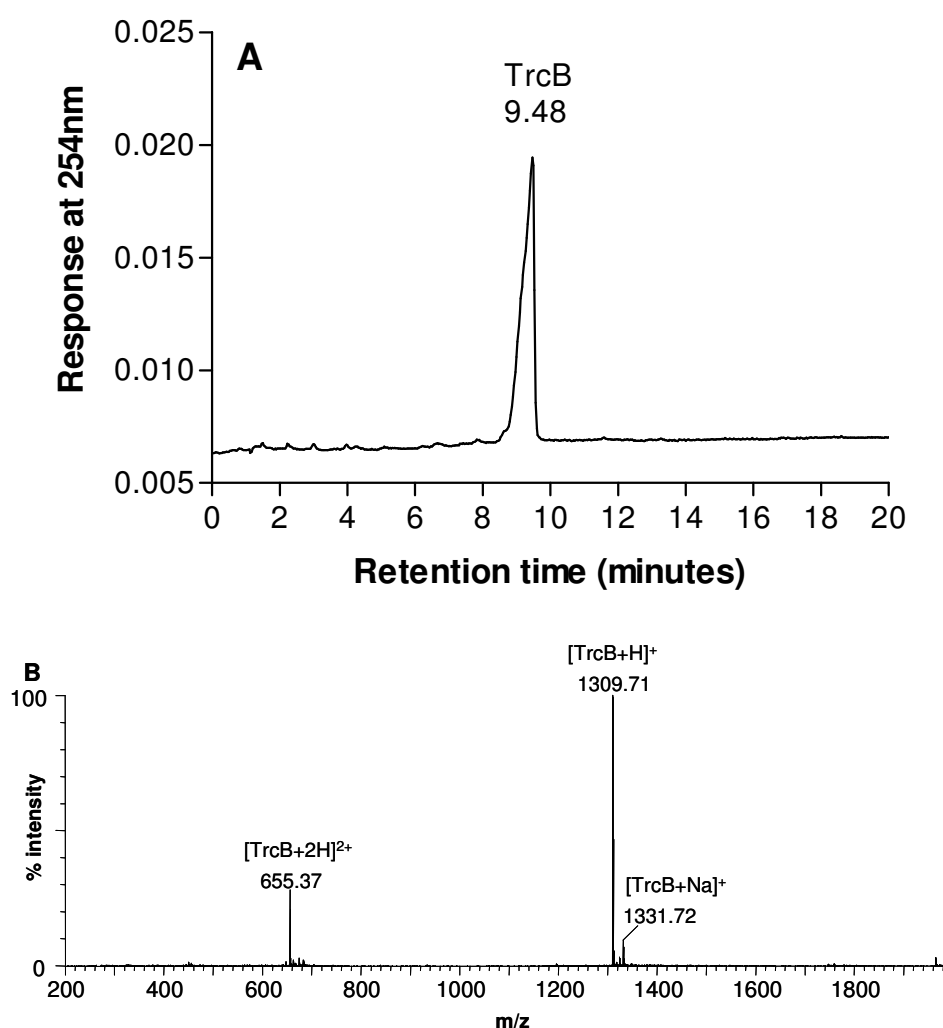 A
TrcB
9.48
Response at 254nm
0.025
0.020
0.015
0.010
0.005
0 2 4 6 8 10 12 14 16 18 20
Retention time (minutes)
B
[TrcB+H]⁺
1309.71
[TrcB+2H]²⁺
655.37
[TrcB+Na]⁺
1331.72
% intensity
100
0
200 400 600 800 1000 1200 1400 1600 1800
m/z